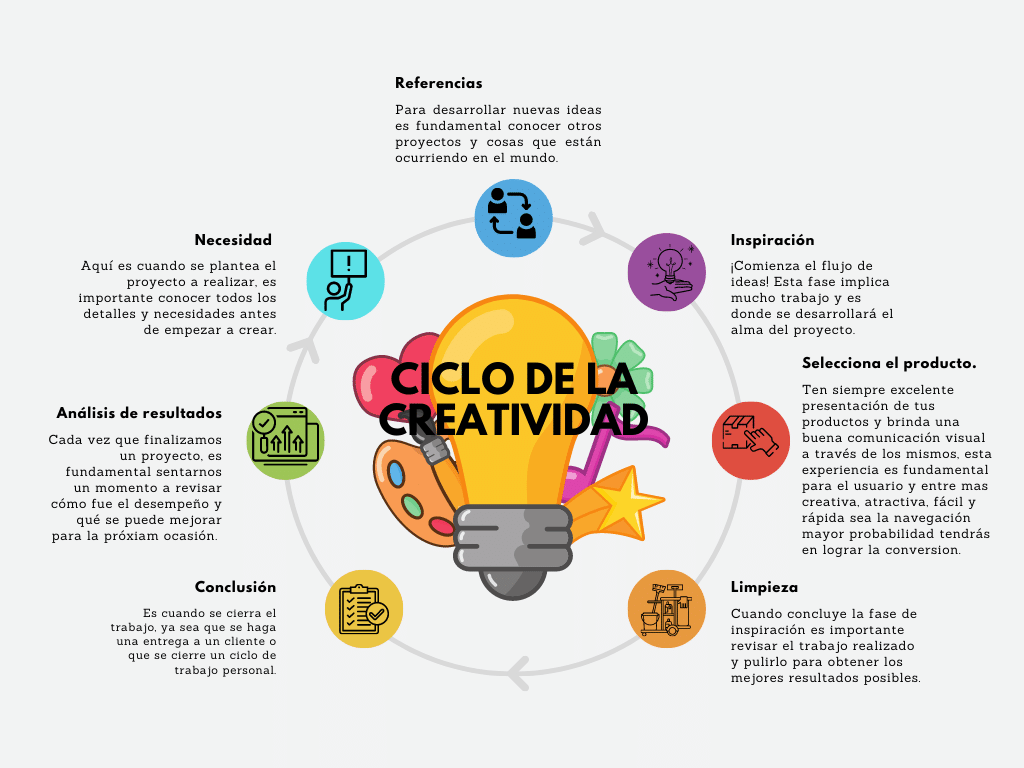 Referencias
Para desarrollar nuevas ideas
es fundamental conocer otros
proyectos y cosas que están
ocurriendo en el mundo.
Necesidad
Aquí es cuando se plantea el
proyecto a realizar, es
importante conocer todos los
detalles y necesidades antes
de empezar a crear.
Inspiración
¡Comienza el flujo de
ideas! Esta fase implica
mucho trabajo y es
donde se desarrollará el
alma del proyecto.
CICLO DE LA
CREATIVIDAD
Selecciona el producto.
Ten siempre excelente
presentación de tus
productos y brinda una
buena comunicación visual
a través de los mismos, esta
experiencia es fundamental
para el usuario y entre mas
creativa, atractiva, fácil y
rápida sea la navegación
mayor probabilidad tendrás
en lograr la conversion.
Análisis de resultados
Cada vez que finalizamos
un proyecto, es
fundamental sentarnos
un momento a revisar
cómo fue el desempeño y
qué se puede mejorar
para la próxiam ocasión.
Conclusión
Es cuando se cierra el
trabajo, ya sea que se haga
una entrega a un cliente o
que se cierre un ciclo de
trabajo personal.
Limpieza
Cuando concluye la fase de
inspiración es importante
revisar el trabajo realizado
y pulirlo para obtener los
mejores resultados posibles.